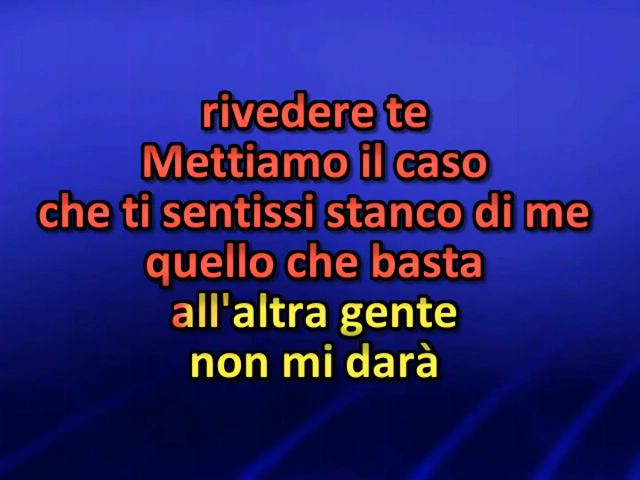 rivedere te
Mettiamo il caso
che ti sentissi stanco di me
quello che basta
all'altra gente
non mi darà